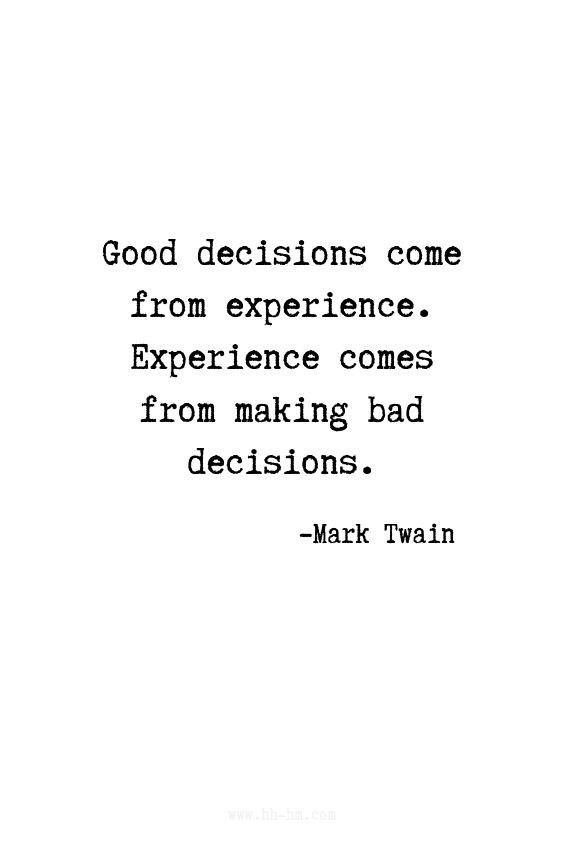 Good decisions come
from experience.
Experience comes
from making bad
decisions.
–Mark Twain
www.hh-hm.com